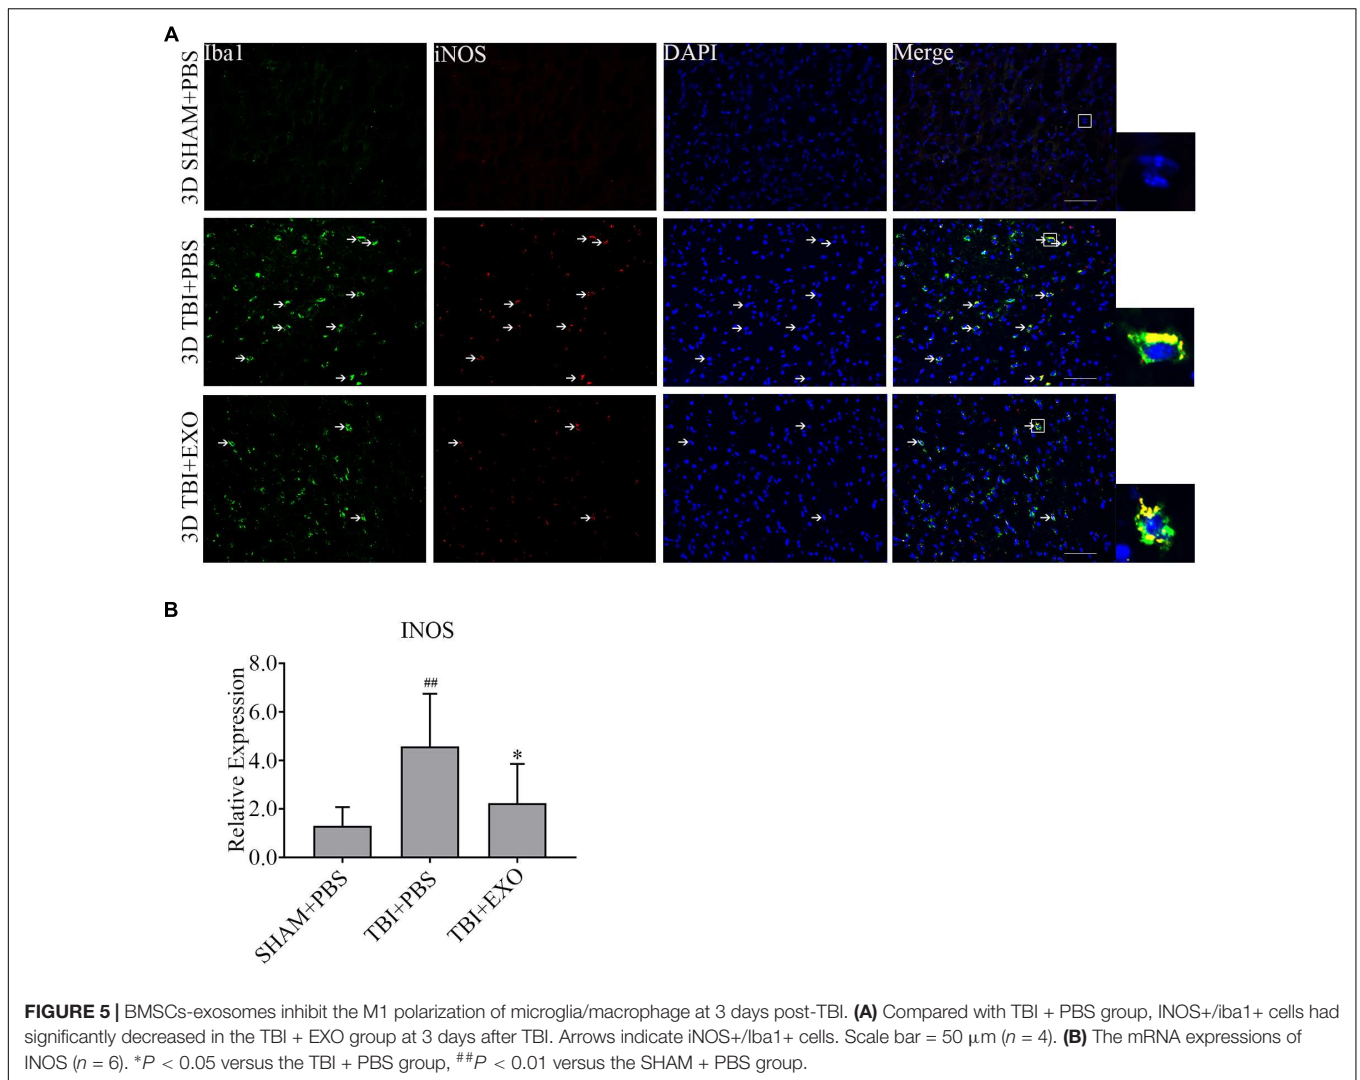 A
Iba1 iNOS DAPI Merge
3D SHAM+PBS
3D TBI+PBS
3D TBI+EXO
B
INOS
Relative Expression
8.0
6.0
4.0
2.0
0.0
##
*
SHAM+PBS
TBI+PBS
TBI+EXO
FIGURE 5 | BMSCs-exosomes inhibit the M1 polarization of microglia/macrophage at 3 days post-TBI. (A) Compared with TBI + PBS group, INOS+/iba1+ cells had
significantly decreased in the TBI + EXO group at 3 days after TBI. Arrows indicate iNOS+/Iba1+ cells. Scale bar = 50 μm (n = 4). (B) The mRNA expressions of
INOS (n = 6). *P < 0.05 versus the TBI + PBS group, ##P < 0.01 versus the SHAM + PBS group.